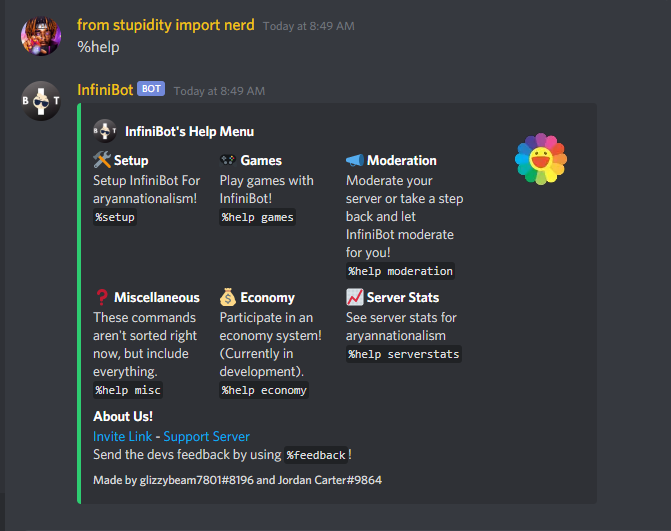 from stupidity import nerd Today at 8:49 AM
%help
InfiniBot BOT Today at 8:49 AM
B T
B T InfiniBot's Help Menu
Setup
Setup InfiniBot For
aryannationalism!
%setup
Games
Play games with
InfiniBot!
%help games
Moderation
Moderate your
server or take a step
back and let
InfiniBot moderate
for you!
%help moderation
Miscellaneous
These commands
aren't sorted right
now, but include
everything.
%help misc
Economy
Participate in an
economy system!
(Currently in
development).
%help economy
Server Stats
See server stats for
aryannationalism
%help serverstats
About Us!
Invite Link - Support Server
Send the devs feedback by using %feedback!
Made by glizzybeam7801#8196 and Jordan Carter#9864